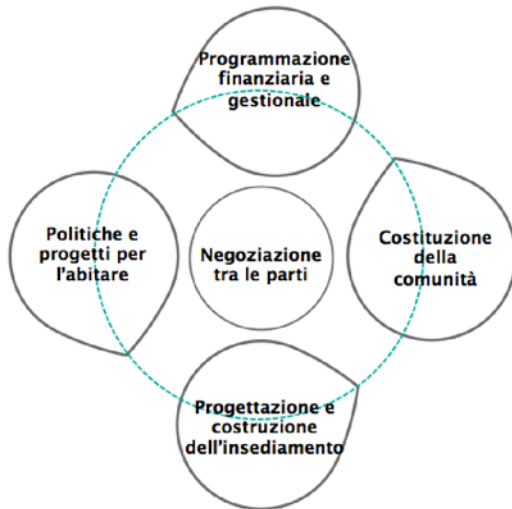 Programmazione
finanziaria e
gestionale
Politiche e
progetti per
l'abitare
Negoziazione
tra le parti
Costituzione
della
comunità
Progettazione e
costruzione
dell'insediamento